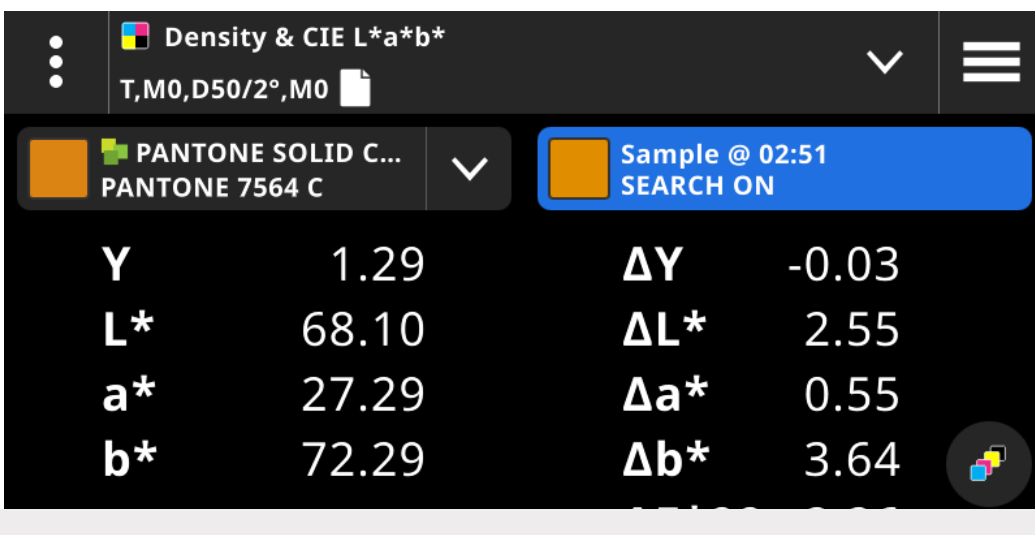 Density & CIE L*a*b*
T,M0,D50/2°,M0
PANTONE SOLID C...
PANTONE 7564 C
Sample @ 02:51
SEARCH ON
Y 1.29 ΔY -0.03
L* 68.10 ΔL* 2.55
a* 27.29 Δa* 0.55
b* 72.29 Δb* 3.64